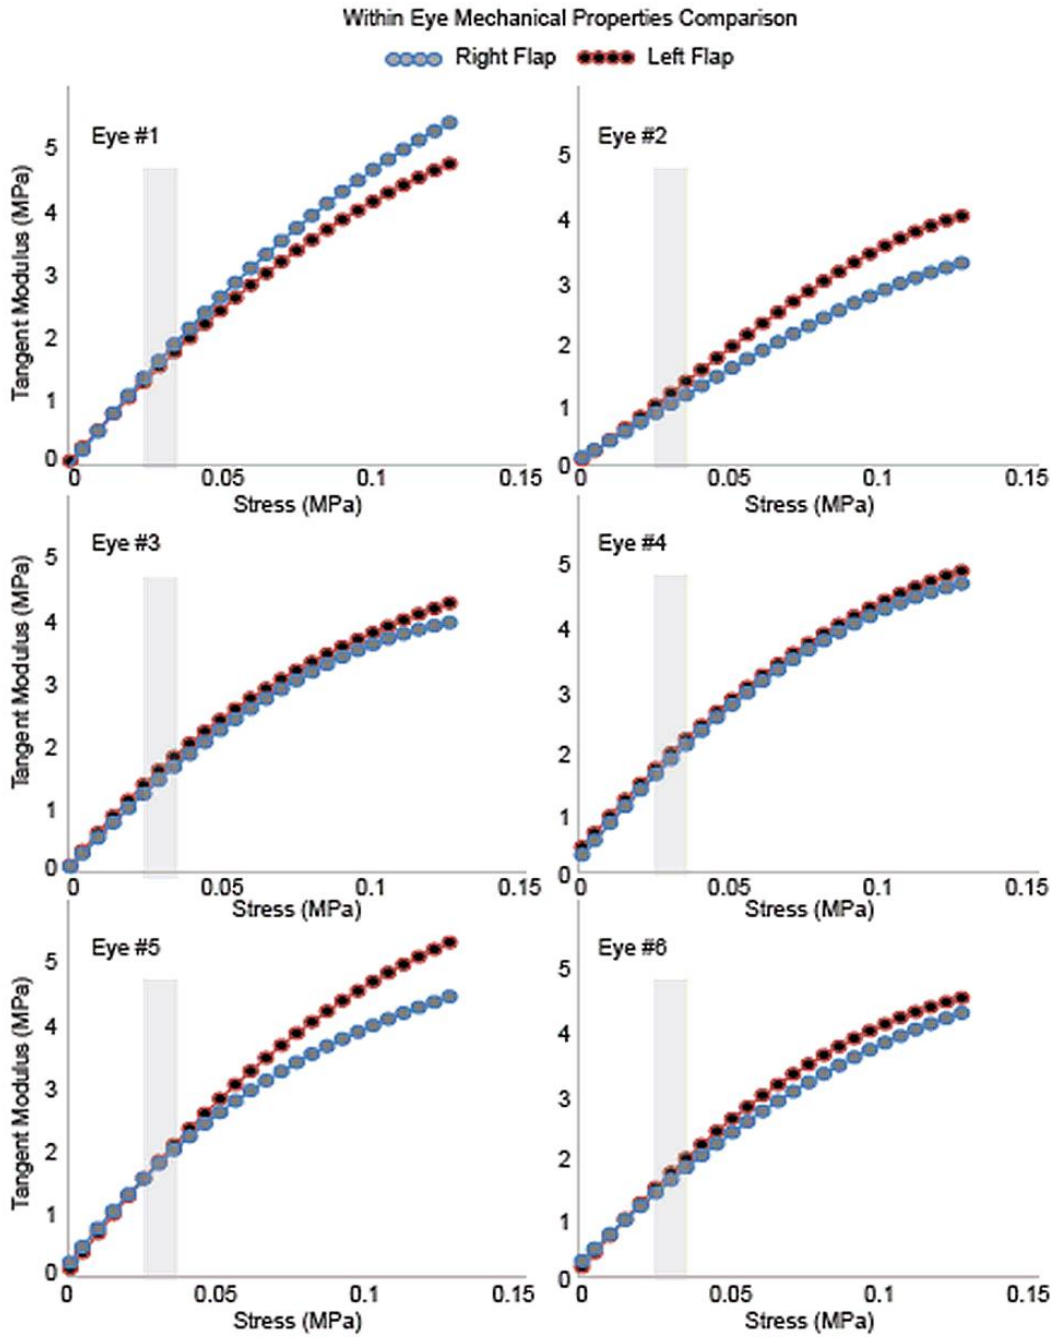 Within Eye Mechanical Properties Comparison
Right Flap Left Flap
Eye #1
Tangent Modulus (MPa)
5
4
3
2
1
0
0 0.05 0.1 0.15
Stress (MPa)
Eye #2
5
4
3
2
1
0
0 0.05 0.1 0.15
Stress (MPa)
Eye #3
Tangent Modulus (MPa)
5
4
3
2
1
0
0 0.05 0.1 0.15
Stress (MPa)
Eye #4
5
4
3
2
1
0
0 0.05 0.1 0.15
Stress (MPa)
Eye #5
Tangent Modulus (MPa)
5
4
3
2
1
0
0 0.05 0.1 0.15
Stress (MPa)
Eye #6
5
4
3
2
1
0
0 0.05 0.1 0.15
Stress (MPa)